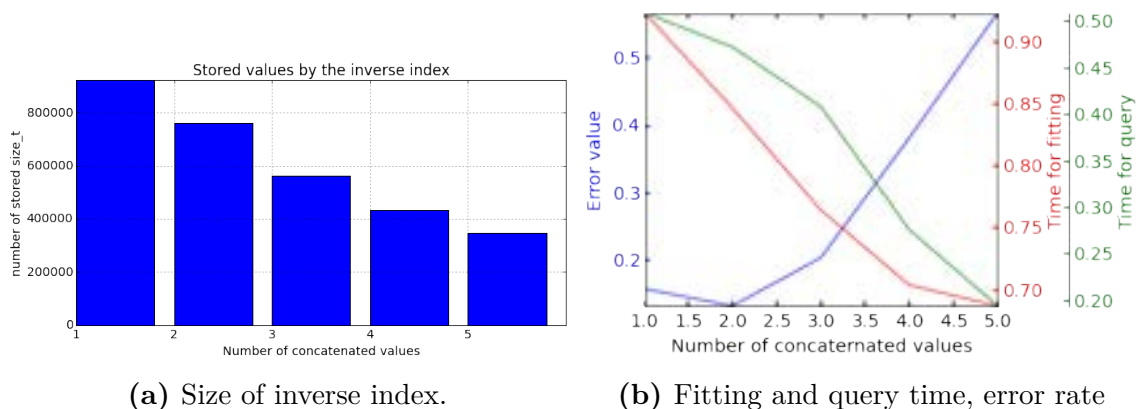 Stored values by the inverse index
number of stored size_t
800000
600000
400000
200000
0
1 2 3 4 5
Number of concatenated values
(a) Size of inverse index.
Error value
0.5
0.4
0.3
0.2
0.90
0.85
0.80
0.75
0.70
Time for fitting
0.50
0.45
0.40
0.35
0.30
0.25
0.20
Time for query
1.0 1.5 2.0 2.5 3.0 3.5 4.0 4.5 5.0
Number of concaternated values
(b) Fitting and query time, error rate